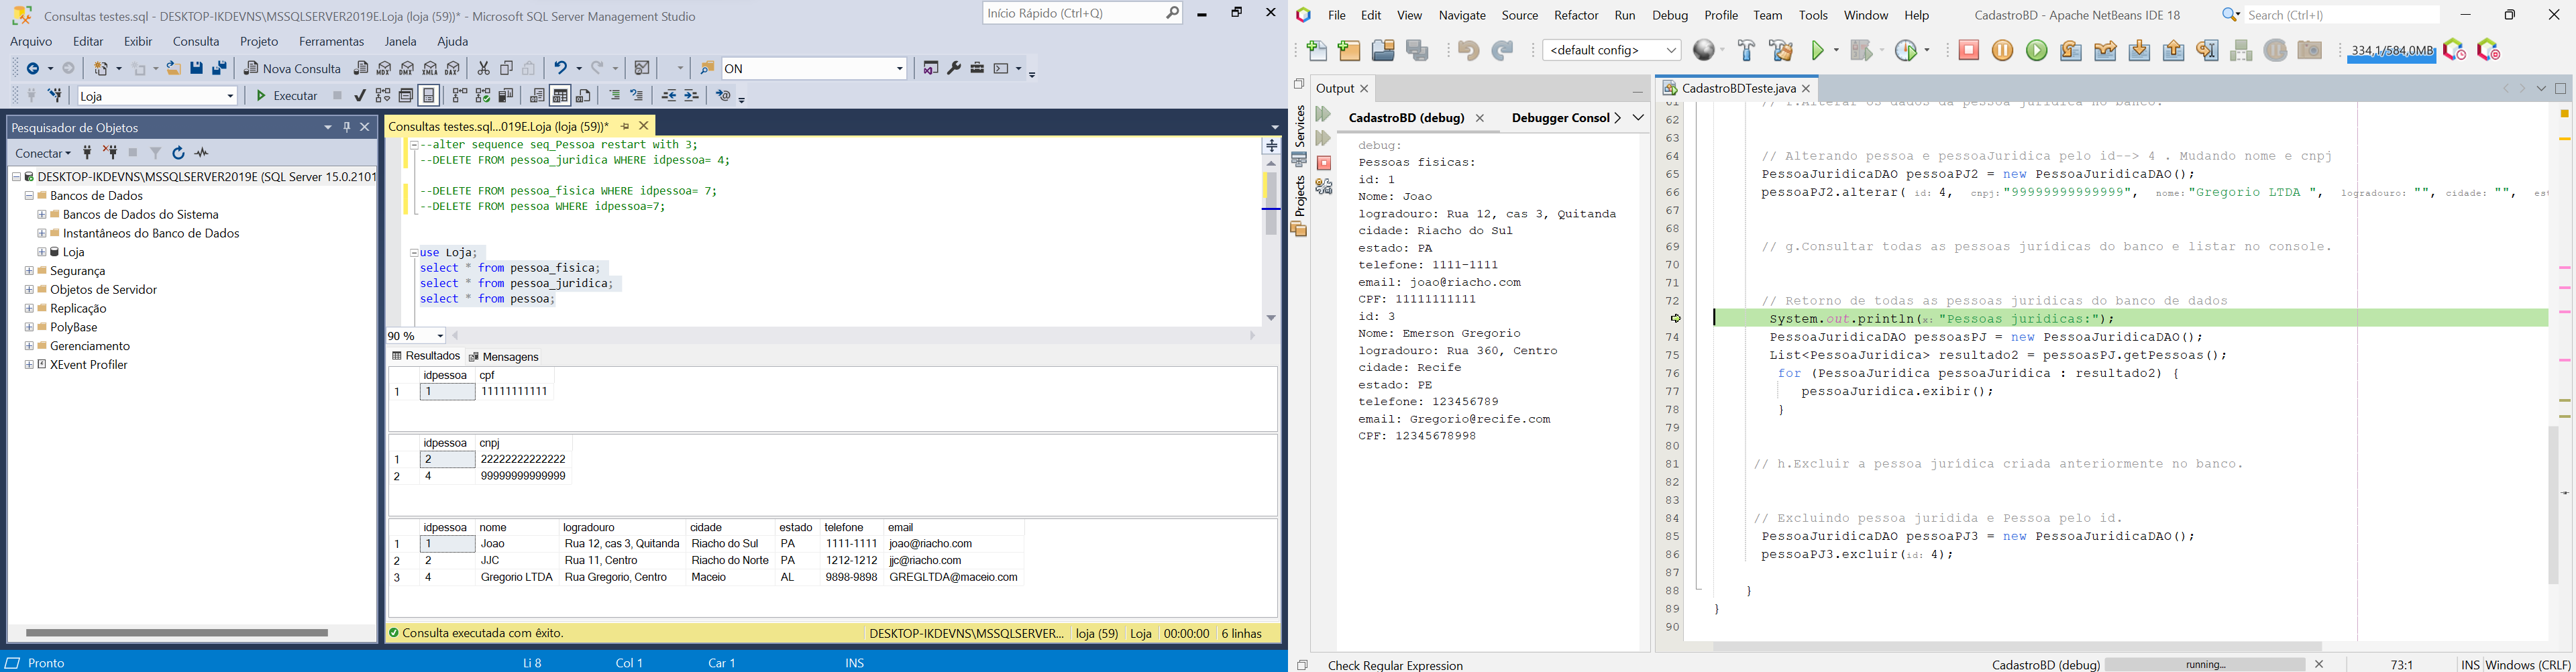 Consultas testes.sql - DESKTOP-IKDEVNS\MSSQLSERVER2019E.Loja (loja (59))* - Microsoft SQL Server Management Studio
Início Rápido (Ctrl+Q)
Arquivo Editar Exibir Consulta Projeto Ferramentas Janela Ajuda
Nova Consulta MDX DMX XMLA DAX ON
Loja Executar
Pesquisador de Objetos
Conectar
DESKTOP-IKDEVNS\MSSQLSERVER2019E (SQL Server 15.0.2101
Bancos de Dados
Bancos de Dados do Sistema
Instantâneos do Banco de Dados
Loja
Segurança
Objetos de Servidor
Replicação
PolyBase
Gerenciamento
XEvent Profiler
Consultas testes.sql...019E.Loja (loja (59))*
--alter sequence seq_Pessoa restart with 3;
--DELETE FROM pessoa_juridica WHERE idpessoa= 4;
--DELETE FROM pessoa_fisica WHERE idpessoa= 7;
--DELETE FROM pessoa WHERE idpessoa=7;
use Loja;
select * from pessoa_fisica;
select * from pessoa_juridica;
select * from pessoa;
90 %
Resultados Mensagens
idpessoa cpf
1 1 11111111111
idpessoa cnpj
1 2 22222222222222
2 4 99999999999999
idpessoa nome logradouro cidade estado telefone email
1 1 Joao Rua 12, cas 3, Quitanda Riacho do Sul PA 1111-1111 joao@riacho.com
2 2 JJC Rua 11, Centro Riacho do Norte PA 1212-1212 jjc@riacho.com
3 4 Gregorio LTDA Rua Gregorio, Centro Maceio AL 9898-9898 GREGLTDA@maceio.com
Consulta executada com êxito. DESKTOP-IKDEVNS\MSSQLSERVER... loja (59) Loja 00:00:00 6 linhas
Pronto Li 8 Col 1 Car 1 INS
File Edit View Navigate Source Refactor Run Debug Profile Team Tools Window Help CadastroBD - Apache NetBeans IDE 18 Search (Ctrl+I)
<default config> 334,1/584,0MB
Services
Projects
Output
CadastroBD (debug) Debugger Consol
debug:
Pessoas fisicas:
id: 1
Nome: Joao
logradouro: Rua 12, cas 3, Quitanda
cidade: Riacho do Sul
estado: PA
telefone: 1111-1111
email: joao@riacho.com
CPF: 11111111111
id: 3
Nome: Emerson Gregorio
logradouro: Rua 360, Centro
cidade: Recife
estado: PE
telefone: 123456789
email: Gregorio@recife.com
CPF: 12345678998
CadastroBDTeste.java
61 // f.Alterar os dados da pessoa jurídica no banco.
62
63
64 // Alterando pessoa e pessoaJuridica pelo id--> 4 . Mudando nome e cnpj
65 PessoaJuridicaDAO pessoaPJ2 = new PessoaJuridicaDAO();
66 pessoaPJ2.alterar( id: 4, cnpj: "99999999999999", nome: "Gregorio LTDA ", logradouro: "", cidade: "", est
67
68
69 // g.Consultar todas as pessoas jurídicas do banco e listar no console.
70
71
72 // Retorno de todas as pessoas juridicas do banco de dados
System.out.println(x: "Pessoas juridicas:");
74 PessoaJuridicaDAO pessoasPJ = new PessoaJuridicaDAO();
75 List<PessoaJuridica> resultado2 = pessoasPJ.getPessoas();
76 for (PessoaJuridica pessoaJuridica : resultado2) {
77 pessoaJuridica.exibir();
78 }
79
80
81 // h.Excluir a pessoa jurídica criada anteriormente no banco.
82
83
84 // Excluindo pessoa juridida e Pessoa pelo id.
85 PessoaJuridicaDAO pessoaPJ3 = new PessoaJuridicaDAO();
86 pessoaPJ3.excluir(id: 4);
87
88 }
89 }
90
Check Regular Expression CadastroBD (debug) running... 73:1 INS Windows (CRLF)